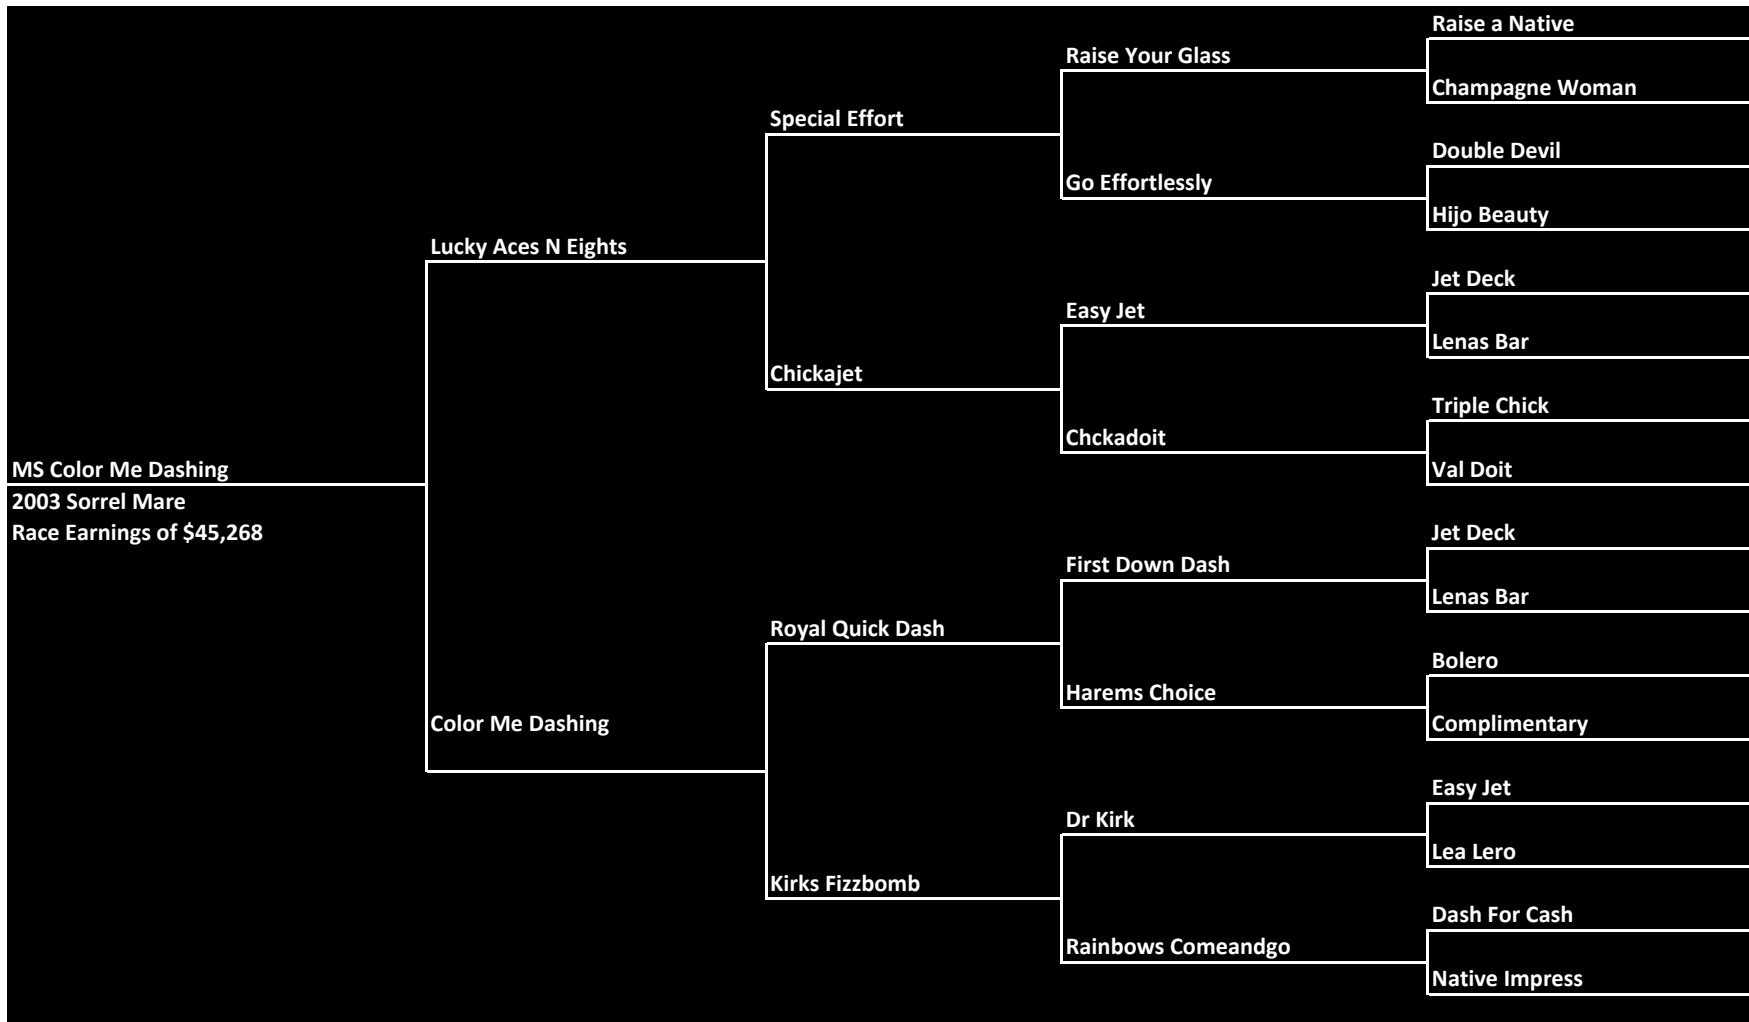 Raise a Native
Raise Your Glass
Champagne Woman
Special Effort
Double Devil
Go Effortlessly
Hijo Beauty
Lucky Aces N Eights
Jet Deck
Easy Jet
Lenas Bar
Chickajet
Triple Chick
Chckadoit
Val Doit
MS Color Me Dashing
2003 Sorrel Mare
Race Earnings of $45,268
Jet Deck
First Down Dash
Lenas Bar
Royal Quick Dash
Bolero
Harems Choice
Complimentary
Color Me Dashing
Easy Jet
Dr Kirk
Lea Lero
Kirks Fizzbomb
Dash For Cash
Rainbows Comeandgo
Native Impress